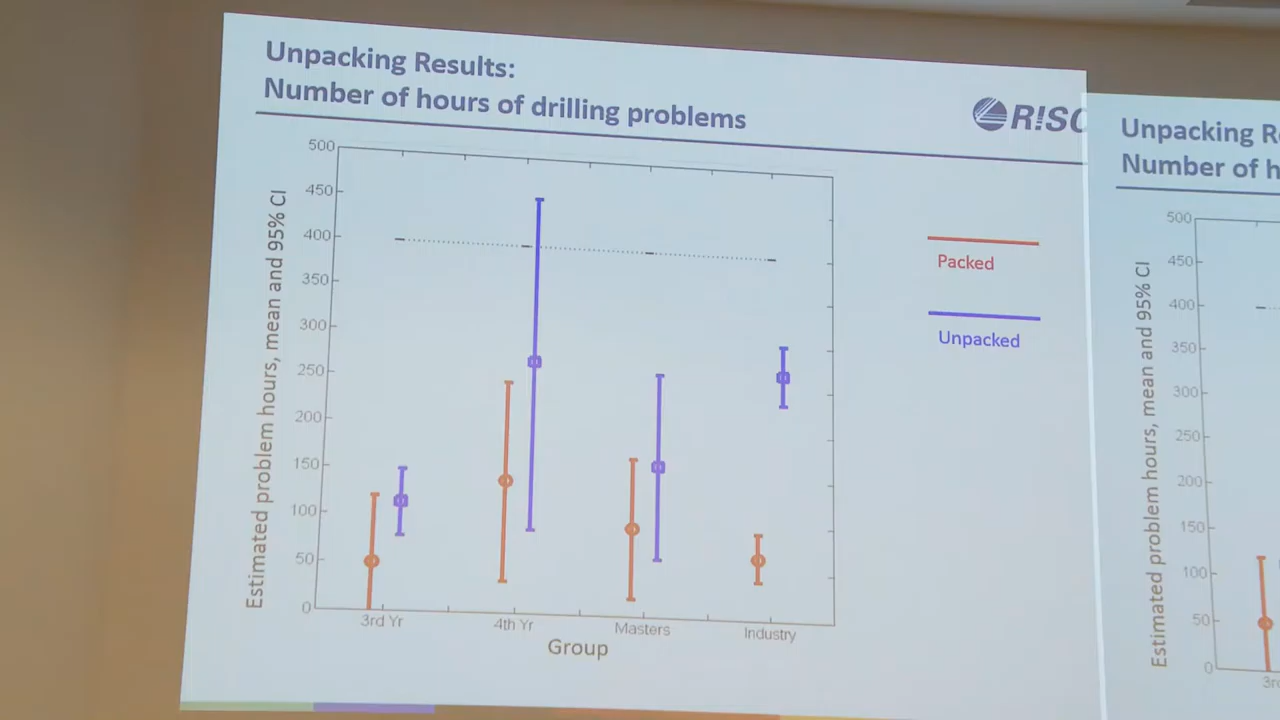 Unpacking Results:
Number of hours of drilling problems
R!SC
Estimated problem hours, mean and 95% CI
500
450
400
350
300
250
200
150
100
50
0
3rd Yr
4th Yr
Masters
Industry
Group
Packed
Unpacked
Unpacking R
Number of h
Estimated problem hours, mean and 95% CI
500
450
400
350
300
250
200
150
100
50
0
3r